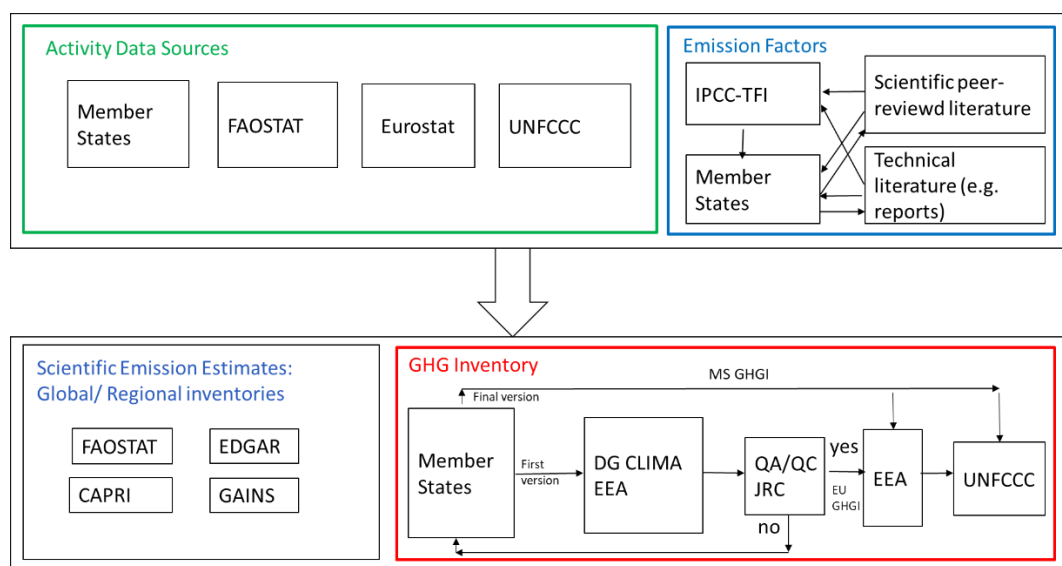 Activity Data Sources
Member
States
FAOSTAT
Eurostat
UNFCCC
Emission Factors
IPCC-TFI
Scientific peer-
reviewd literature
Member
States
Technical
literature (e.g.
reports)
Scientific Emission Estimates:
Global/ Regional inventories
FAOSTAT
EDGAR
CAPRI
GAINS
GHG Inventory
MS GHGI
Final version
Member
States
First
version
DG CLIMA
EEA
QA/QC
JRC
yes
EU
GHGI
no
EEA
UNFCCC